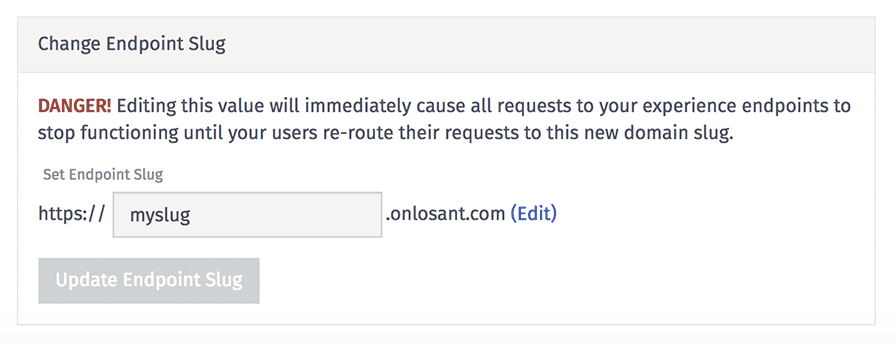 Change Endpoint Slug
DANGER! Editing this value will immediately cause all requests to your experience endpoints to
stop functioning until your users re-route their requests to this new domain slug.
Set Endpoint Slug
https:// myslug .onlosant.com (Edit)
Update Endpoint Slug